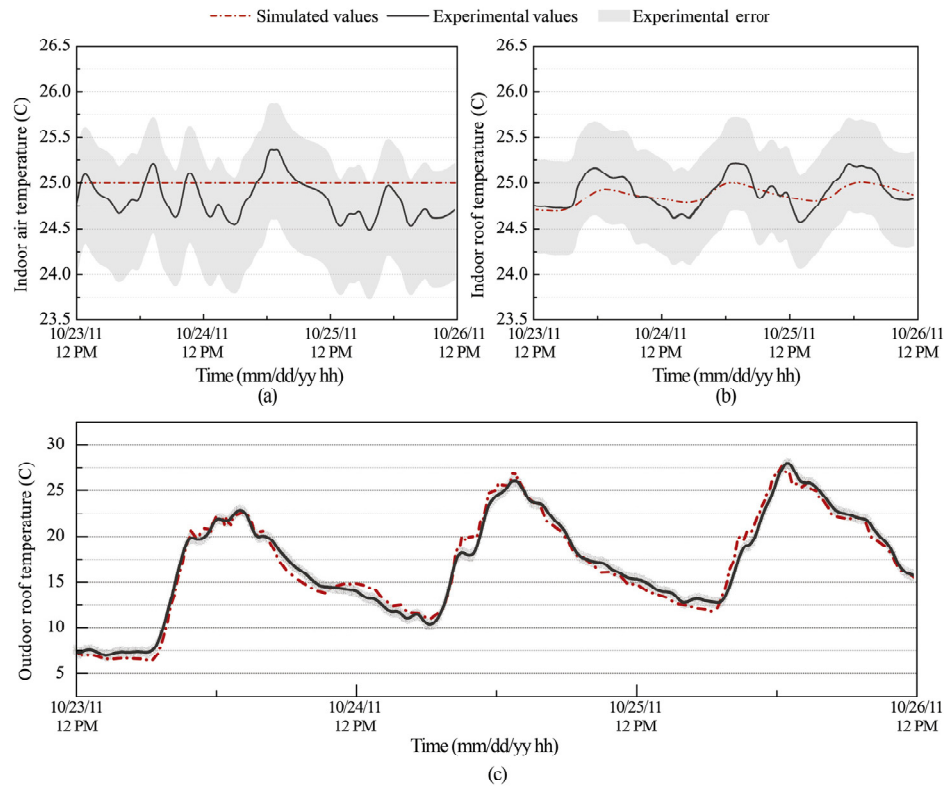 Simulated values Experimental values Experimental error
(a) (b)
26.5
26.0
25.5
25.0
24.5
24.0
23.5
Indoor air temperature (C)
10/23/11 10/24/11 10/25/11 10/26/11
12 PM 12 PM 12 PM 12 PM
Time (mm/dd/yy hh)
(a)
26.5
26.0
25.5
25.0
24.5
24.0
23.5
Indoor roof temperature (C)
10/23/11 10/24/11 10/25/11 10/26/11
12 PM 12 PM 12 PM 12 PM
Time (mm/dd/yy hh)
(b)
30
25
20
15
10
5
Outdoor roof temperature (C)
10/23/11 10/24/11 10/25/11 10/26/11
12 PM 12 PM 12 PM 12 PM
Time (mm/dd/yy hh)
(c)